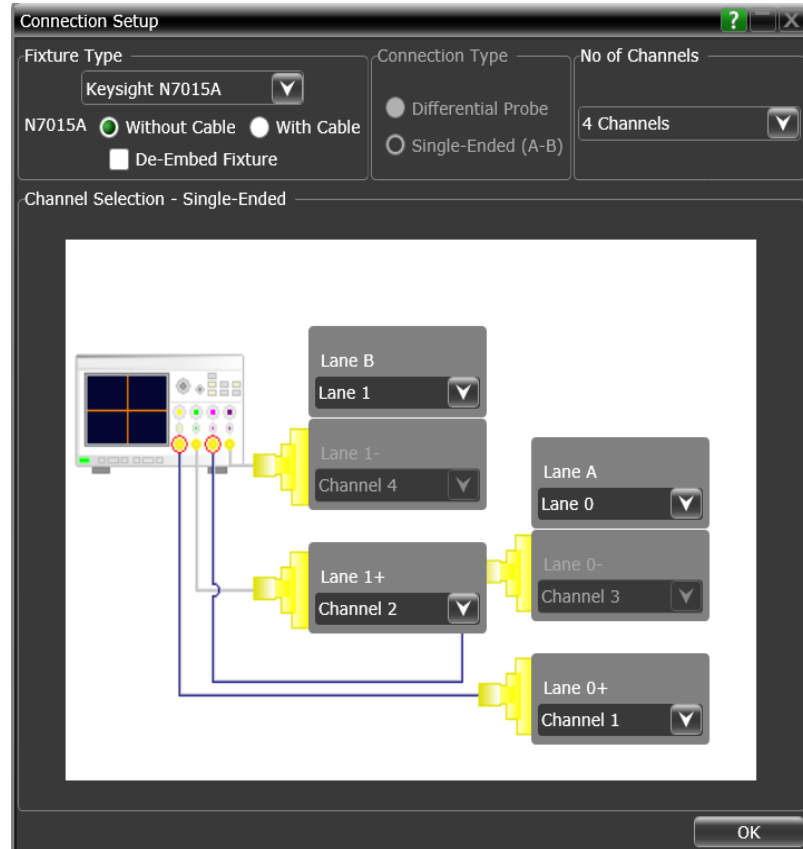 Connection Setup
?
X
Fixture Type
Connection Type
No of Channels
Keysight N7015A
N7015A Without Cable With Cable
De-Embed Fixture
Differential Probe
Single-Ended (A-B)
4 Channels
Channel Selection - Single-Ended
Lane B
Lane 1
Lane 1-
Channel 4
Lane A
Lane 0
Lane 0-
Channel 3
Lane 1+
Channel 2
Lane 0+
Channel 1
OK